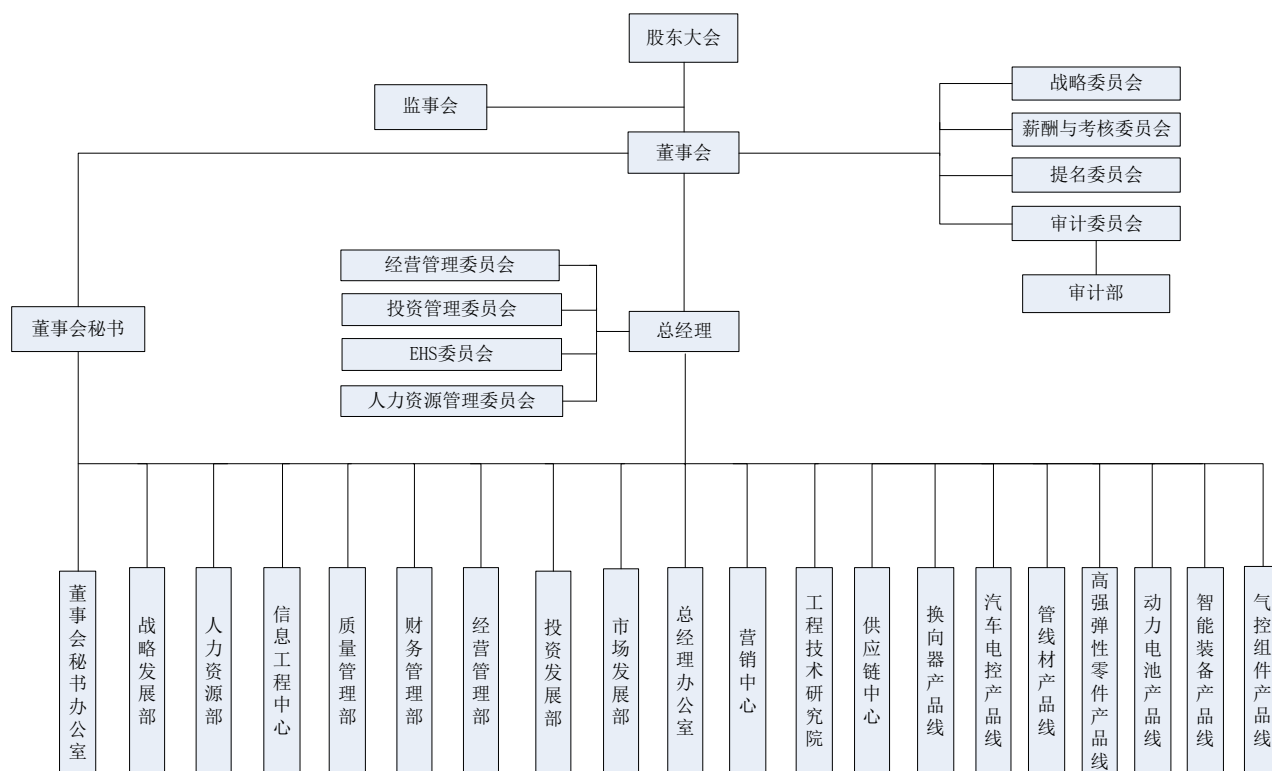 股东大会
监事会
董事会
战略委员会
薪酬与考核委员会
提名委员会
审计委员会
审计部
经营管理委员会
投资管理委员会
EHS委员会
人力资源管理委员会
董事会秘书
总经理
董事会秘书办公室
战略发展部
人力资源部
信息工程中心
质量管理部
财务管理部
经营管理部
投资发展部
市场发展部
总经理办公室
营销中心
工程技术研究院
供应链中心
换向器产品线
汽车电控产品线
管线材产品线
高强弹性零件产品线
动力电池产品线
智能装备产品线
气控组件产品线